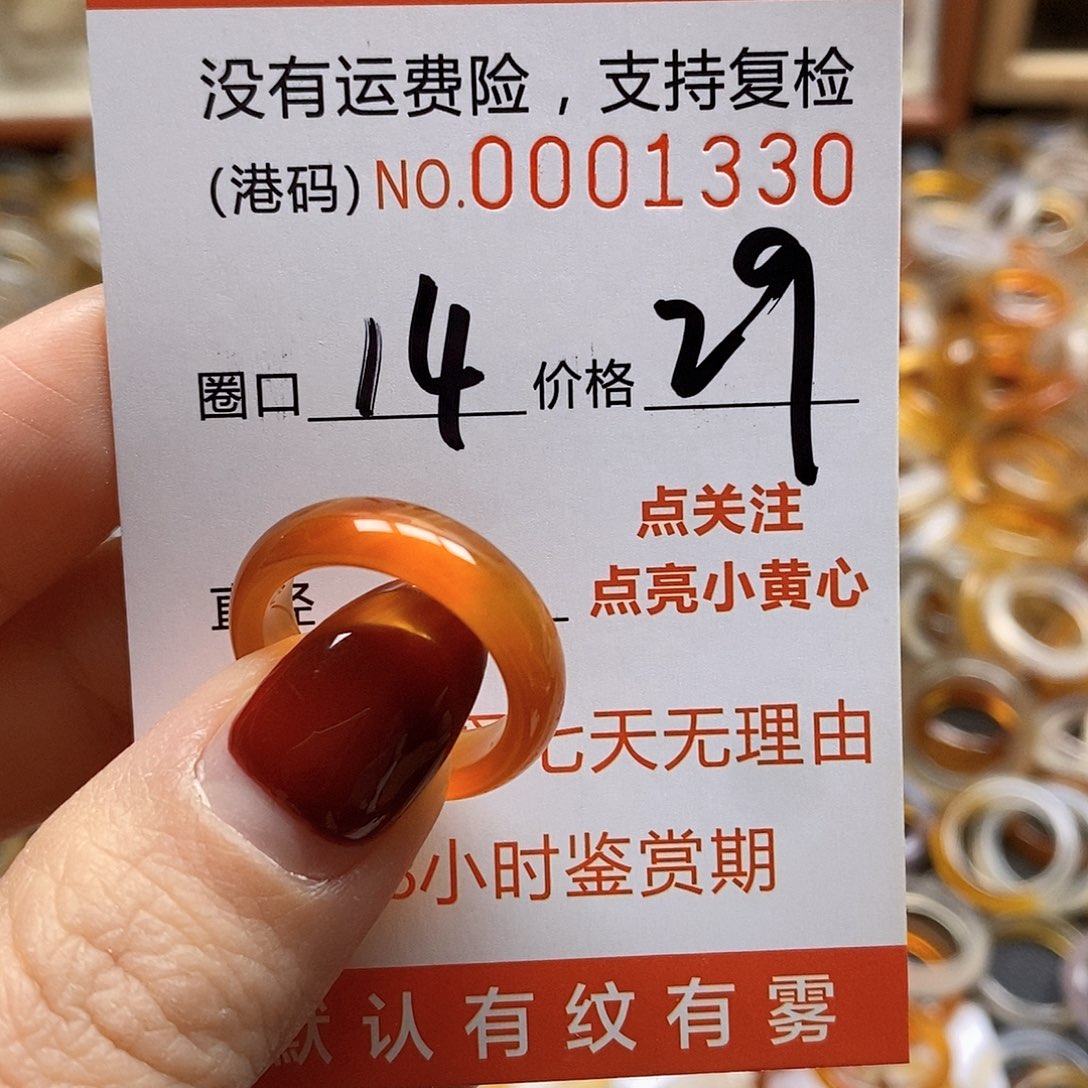 没有运费险，支持复检
(港码) NO.0001330
圈口 14 价格 29
点关注
点亮小黄心
七天无理由
小时鉴赏期
默认有纹有雾